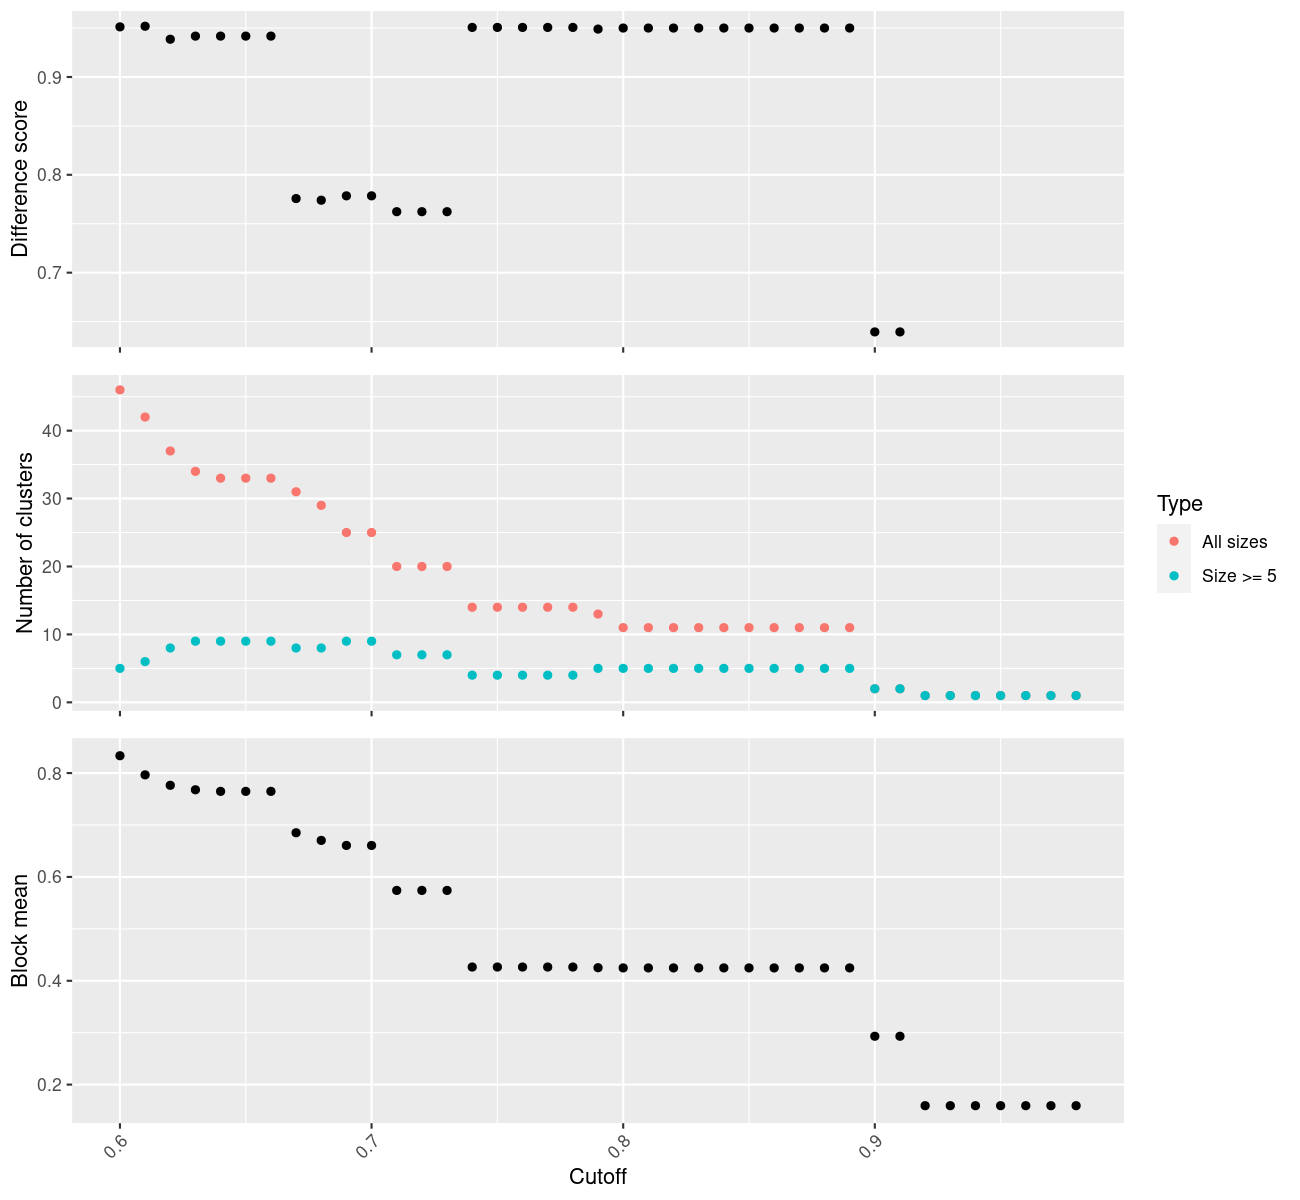 Difference score
0.9
0.8
0.7
Number of clusters
40
30
20
10
0
Type
All sizes
Size >= 5
Block mean
0.8
0.6
0.4
0.2
0.6
0.7
0.8
0.9
Cutoff